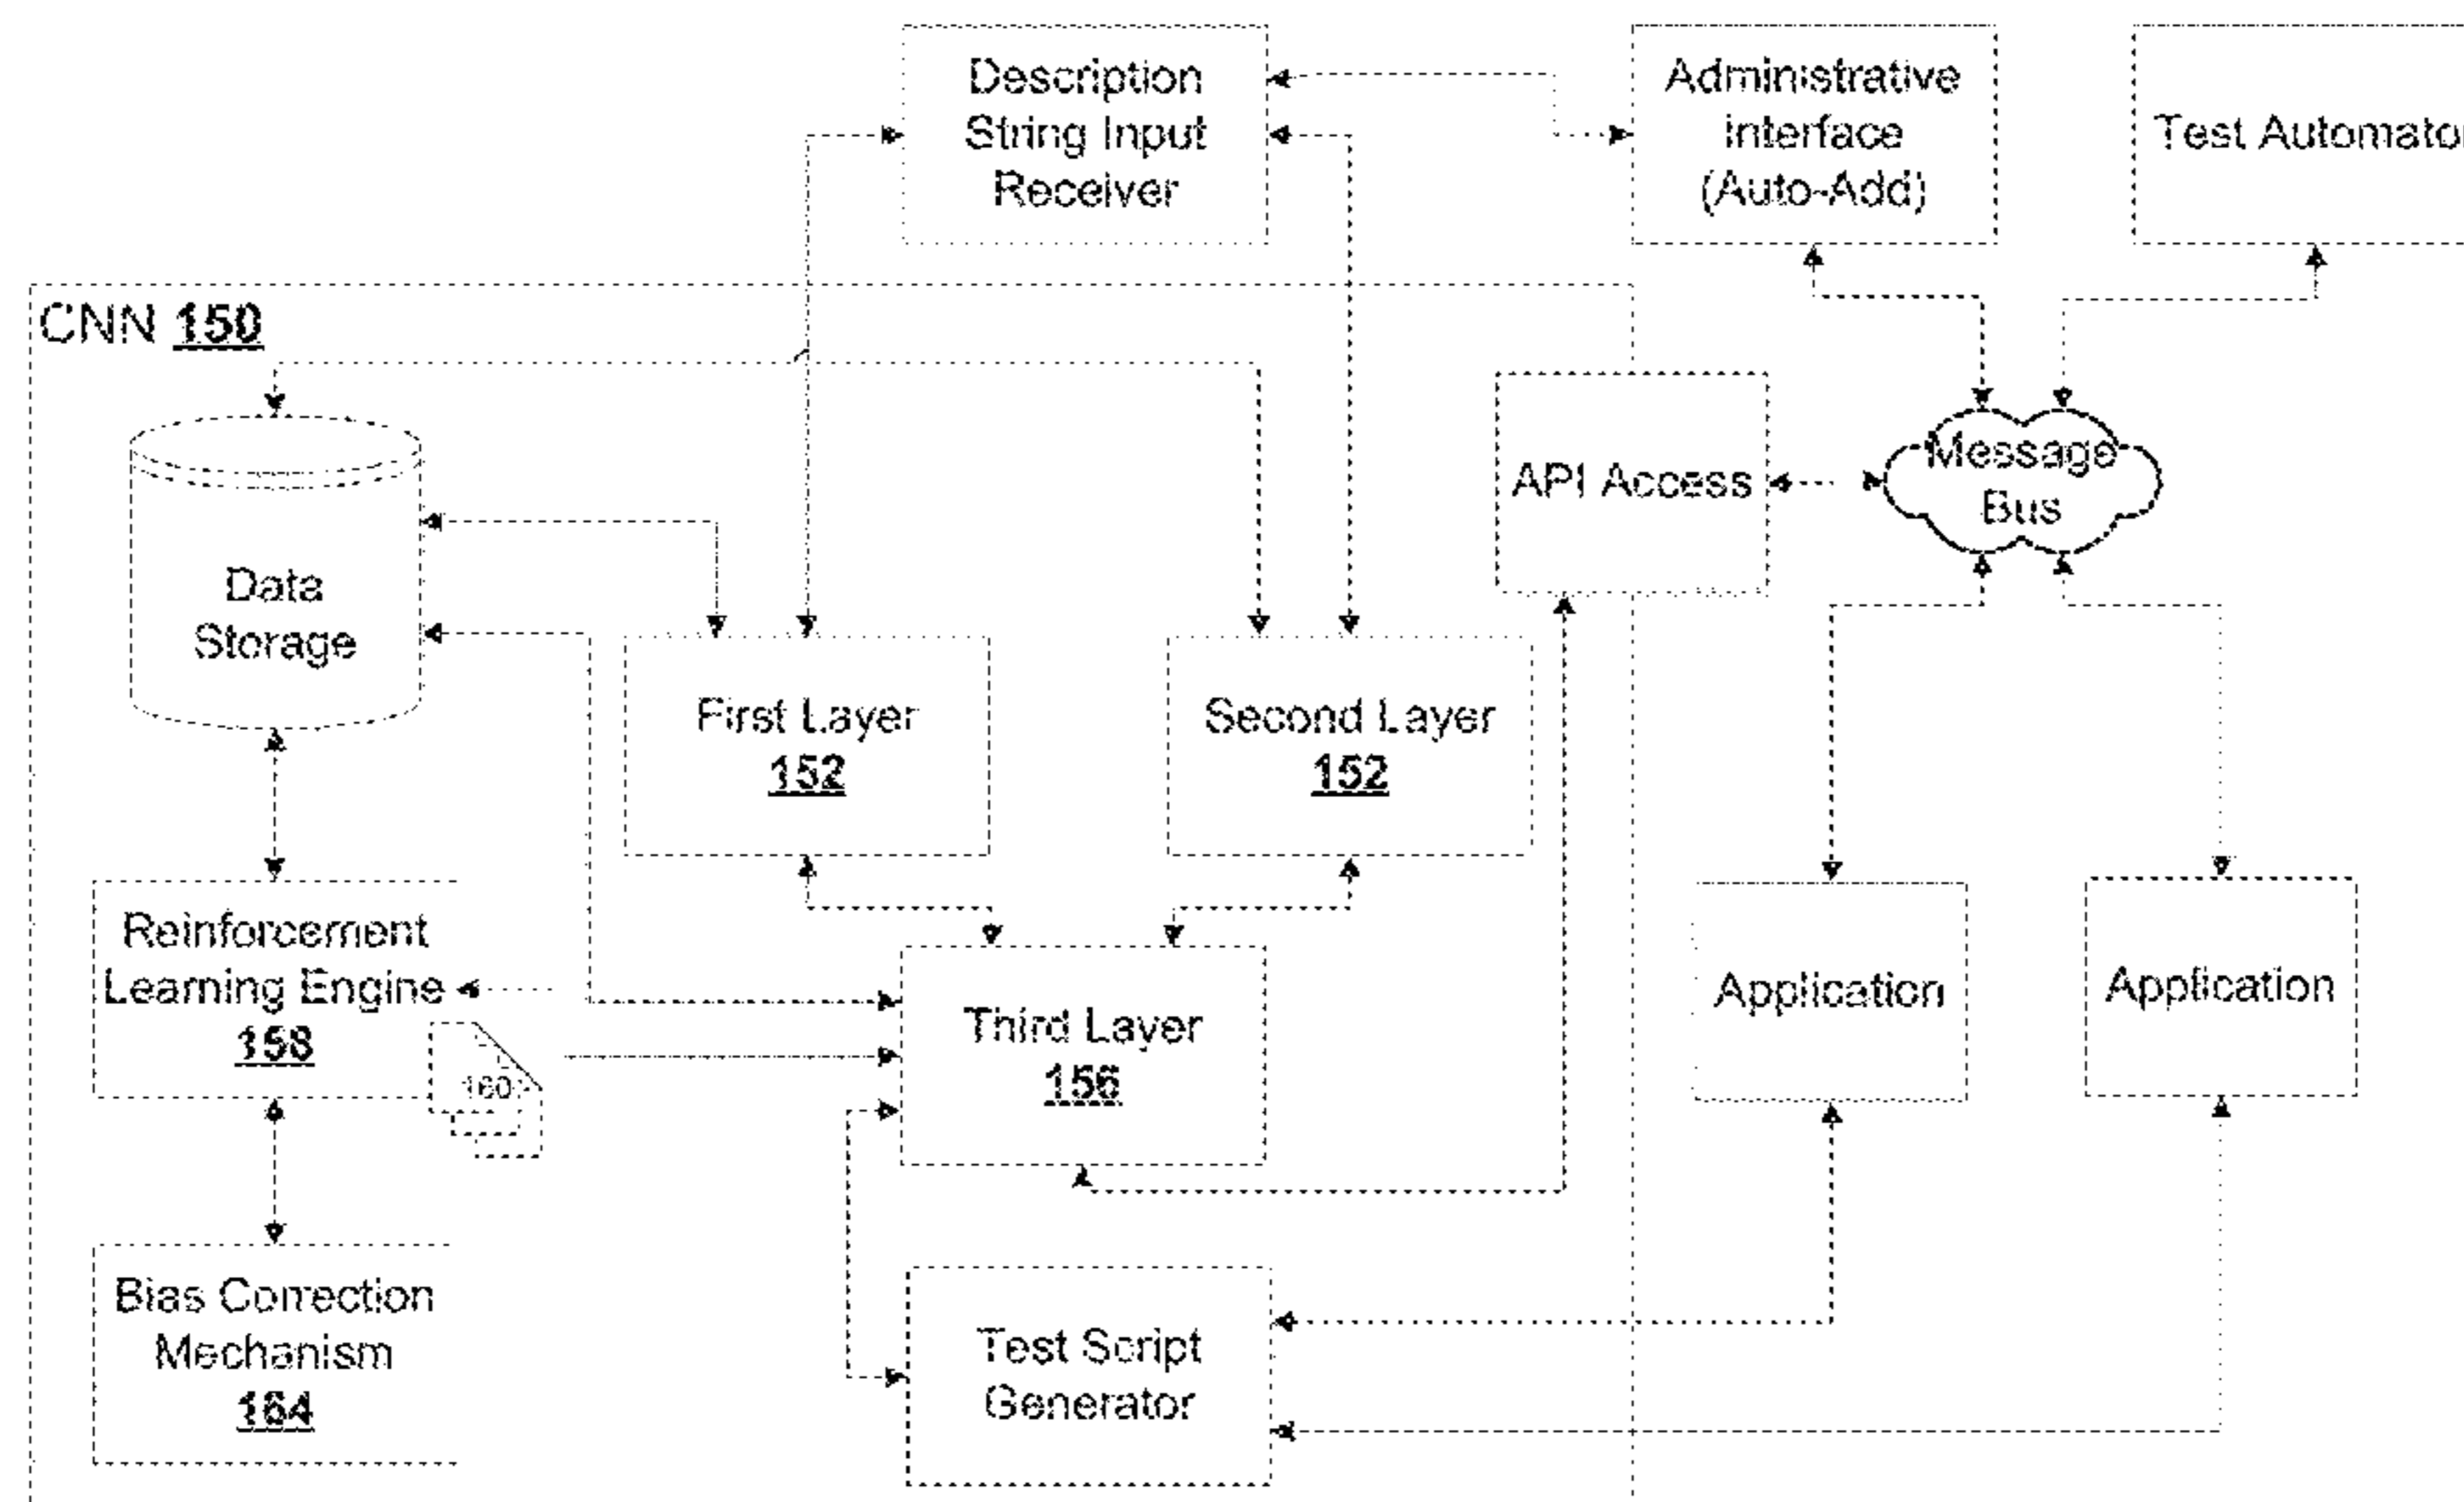 Description
String Input
Receiver
Administrative
Interface
(Auto-Add)
Test Automator
CNN 150
Data
Storage
API Access
Message
Bus
First Layer
152
Second Layer
152
Reinforcement
Learning Engine
158
160
Third Layer
156
Application
Application
Bias Correction
Mechanism
164
Test Script
Generator